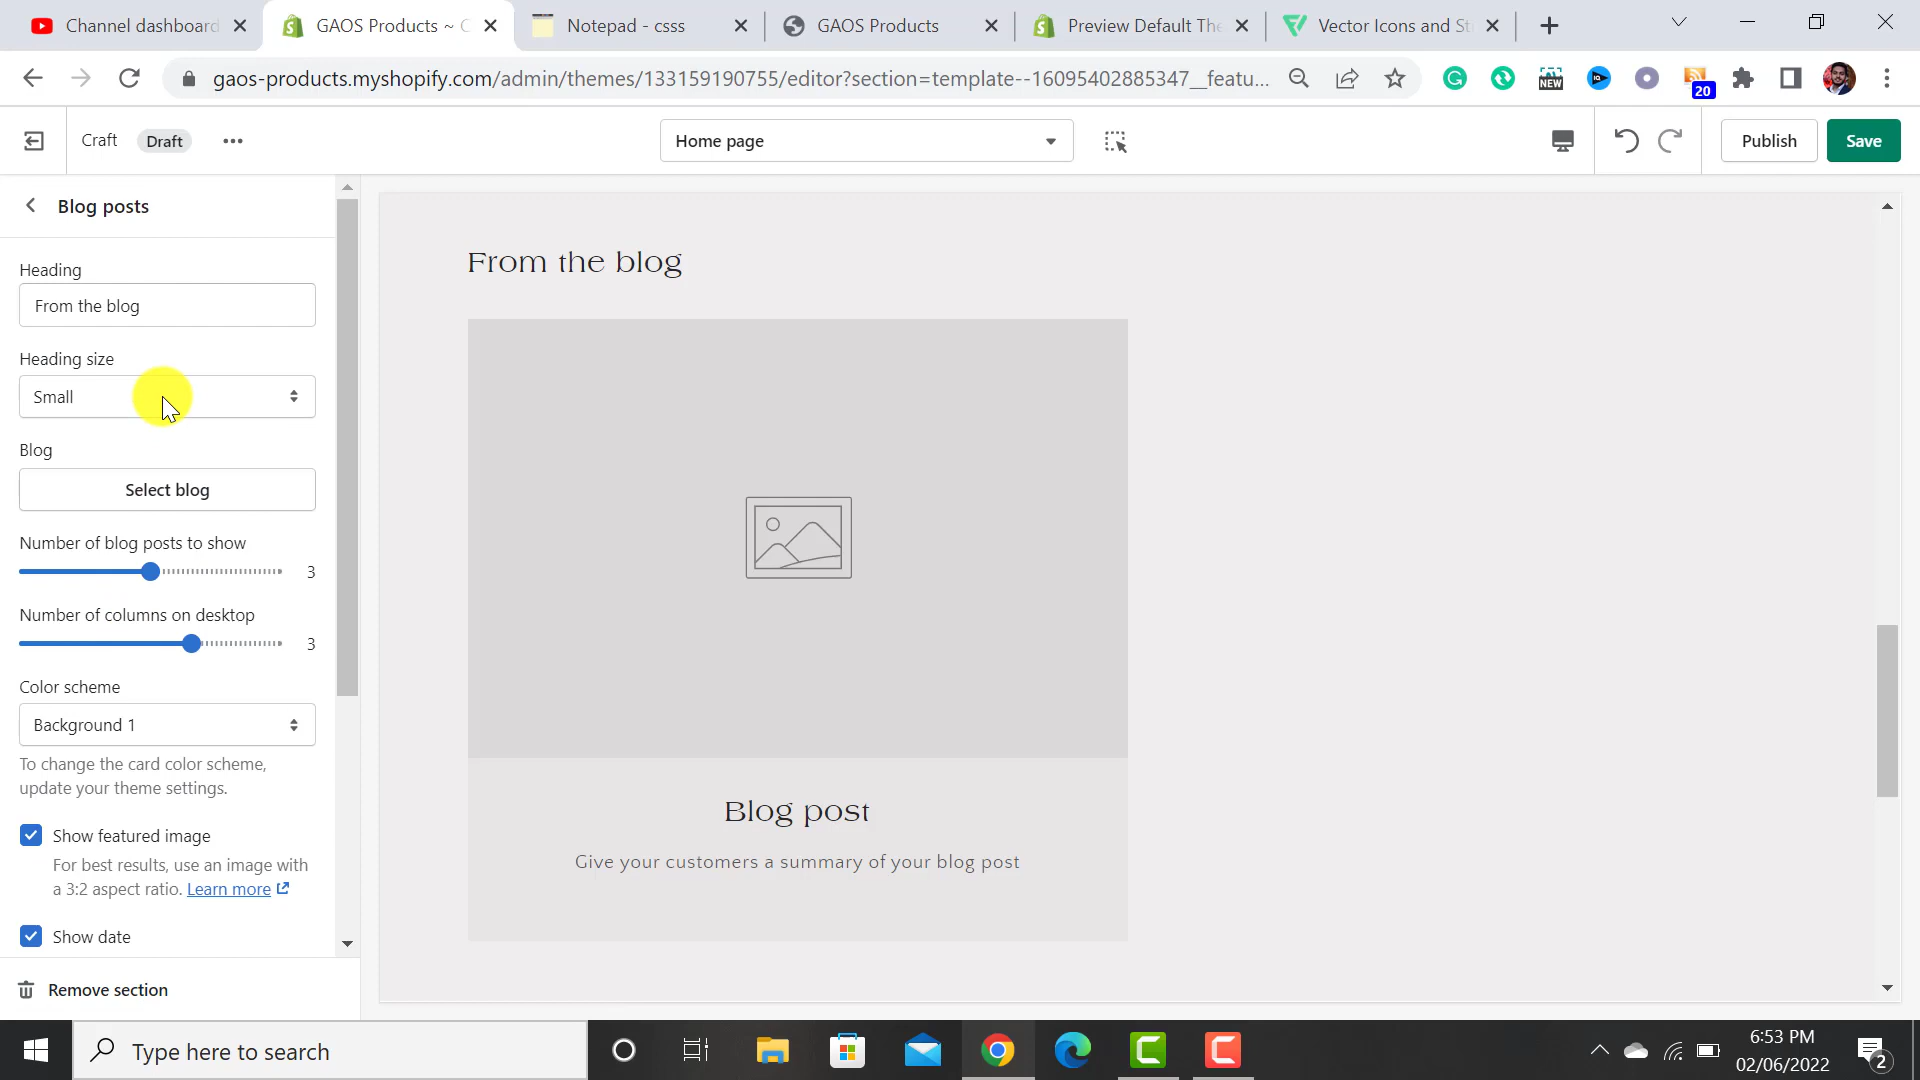 Channel dashboard
GAOS Products ~ C
Notepad - csss
GAOS Products
Preview Default The
Vector Icons and St
gaos-products.myshopify.com/admin/themes/133159190755/editor?section=template--16095402885347__featu...
NEW
20
Craft
Draft
Home page
Publish
Save
Blog posts
Heading
From the blog
Heading size
Small
Blog
Select blog
Number of blog posts to show
3
Number of columns on desktop
3
Color scheme
Background 1
To change the card color scheme,
update your theme settings.
Show featured image
For best results, use an image with
a 3:2 aspect ratio. Learn more
Show date
Remove section
From the blog
Blog post
Give your customers a summary of your blog post
Type here to search
6:53 PM
02/06/2022
2